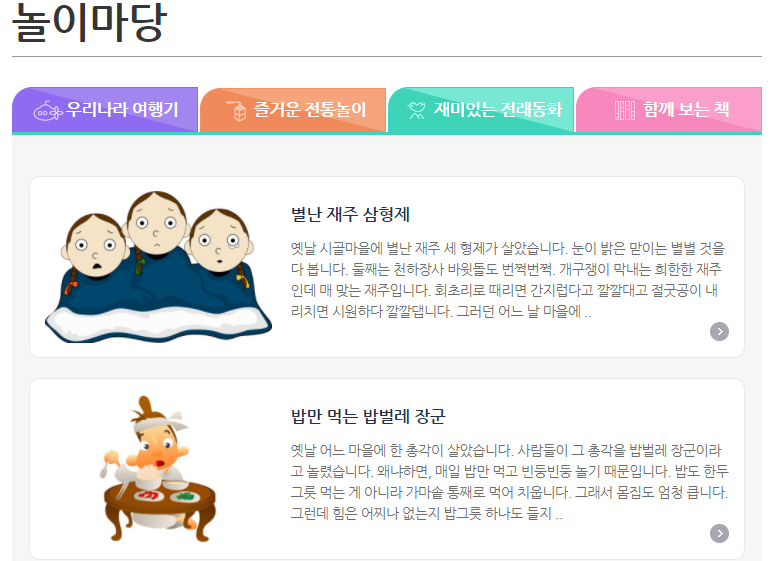 놀이마당
우리나라 여행기
즐거운 전통놀이
재미있는 전래동화
함께 보는 책
별난 재주 삼형제
옛날 시골마을에 별난 재주 세 형제가 살았습니다. 눈이 밝은 맏이는 별별 것을
다 봅니다. 둘째는 천하장사 바윗돌도 번쩍번쩍. 개구쟁이 막내는 희한한 재주
인데 매 맞는 재주입니다. 회초리로 때리면 간지럽다고 깔깔대고 절굿공이 내
리치면 시원하다 깔깔댑니다. 그러던 어느 날 마을에 ..
밥만 먹는 밥벌레 장군
옛날 어느 마을에 한 총각이 살았습니다. 사람들이 그 총각을 밥벌레 장군이라
고 놀렸습니다. 왜냐하면, 매일 밥만 먹고 빈둥빈둥 놀기 때문입니다. 밥도 한두
그릇 먹는 게 아니라 가마솥 통째로 먹어 치웁니다. 그래서 몸집도 엄청 큽니다.
그런데 힘은 어찌나 없는지 밥그릇 하나도 들지 ..